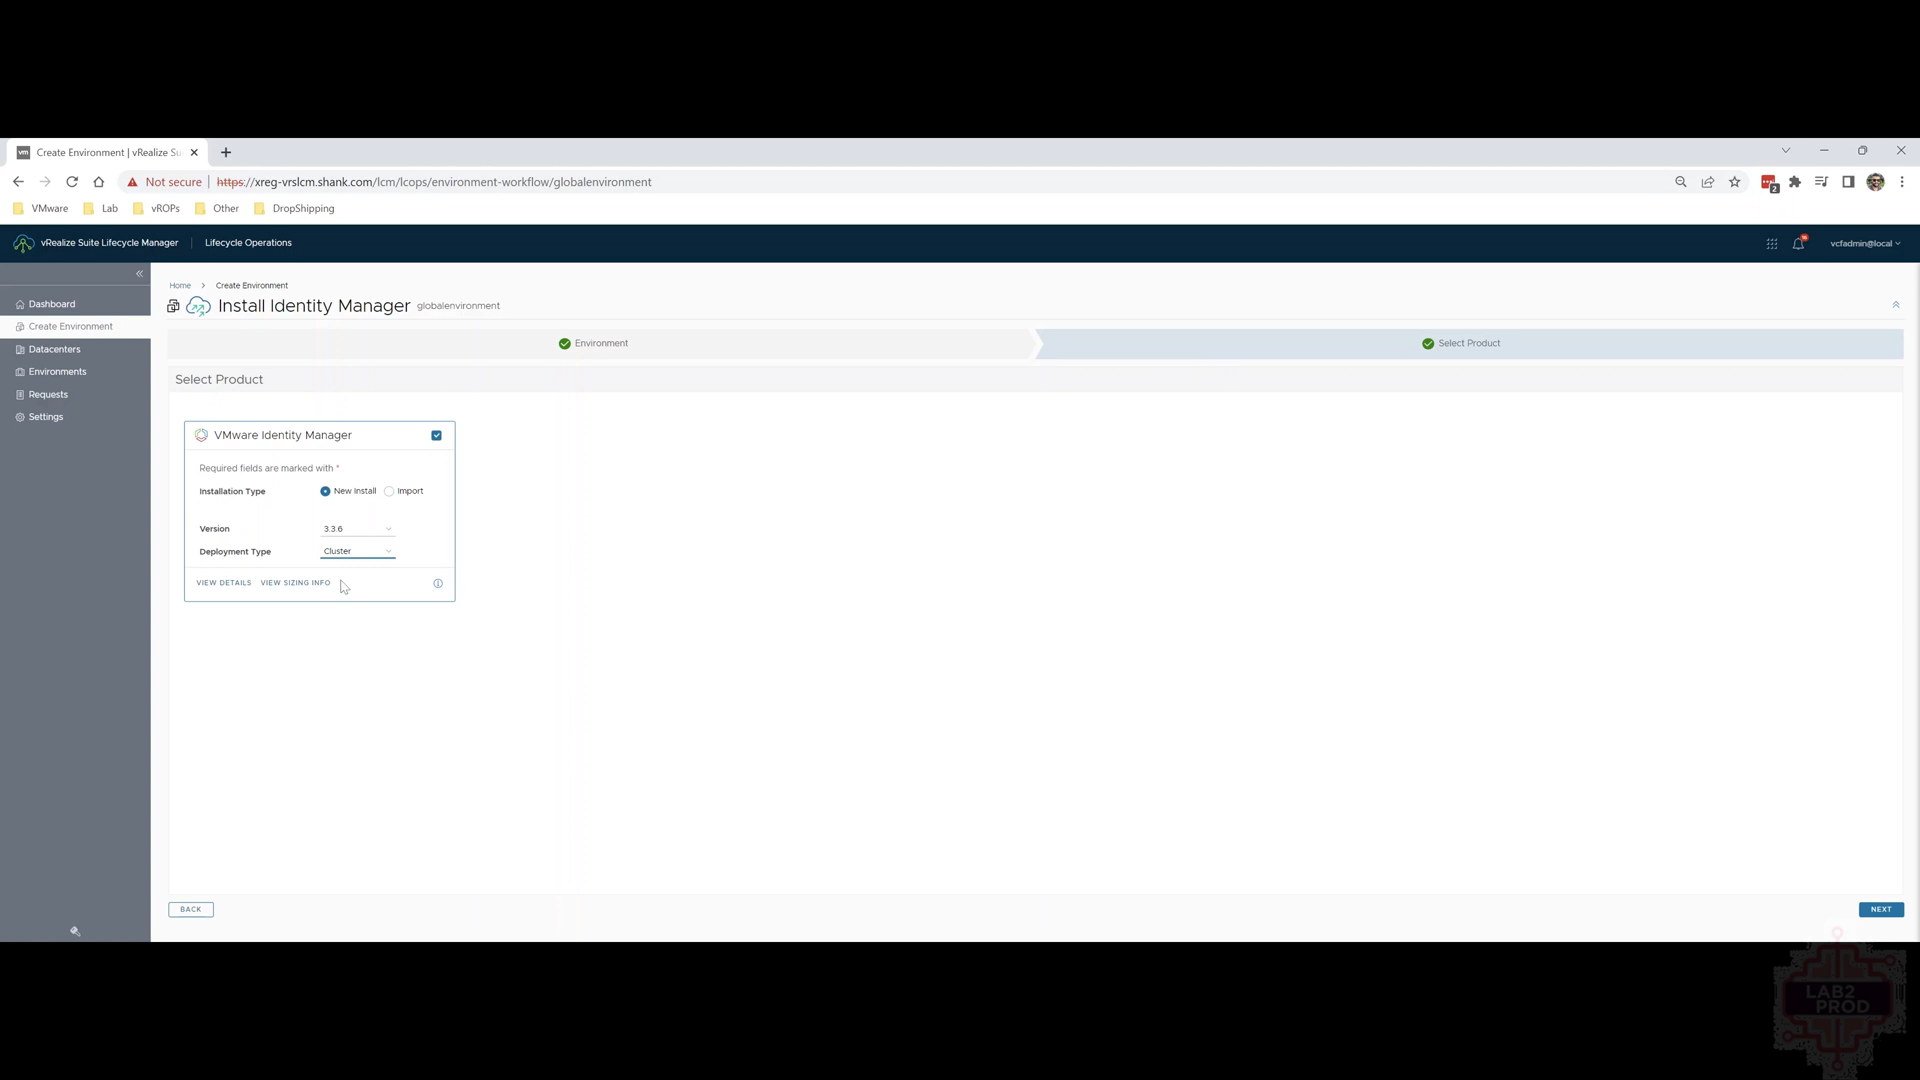 vm Create Environment | vRealize Su
Not secure | https://xreg-vrslcm.shank.com/lcm/lcops/environment-workflow/globalenvironment
2
VMware Lab vROPs Other DropShipping
vRealize Suite Lifecycle Manager Lifecycle Operations vcfadmin@local
Home > Create Environment
Install Identity Manager globalenvironment
Dashboard
Create Environment
Datacenters
Environments
Requests
Settings
Environment Select Product
Select Product
VMware Identity Manager
Required fields are marked with *
Installation Type New Install Import
Version 3.3.6
Deployment Type Cluster
VIEW DETAILS VIEW SIZING INFO
BACK NEXT
LAB2
PROD